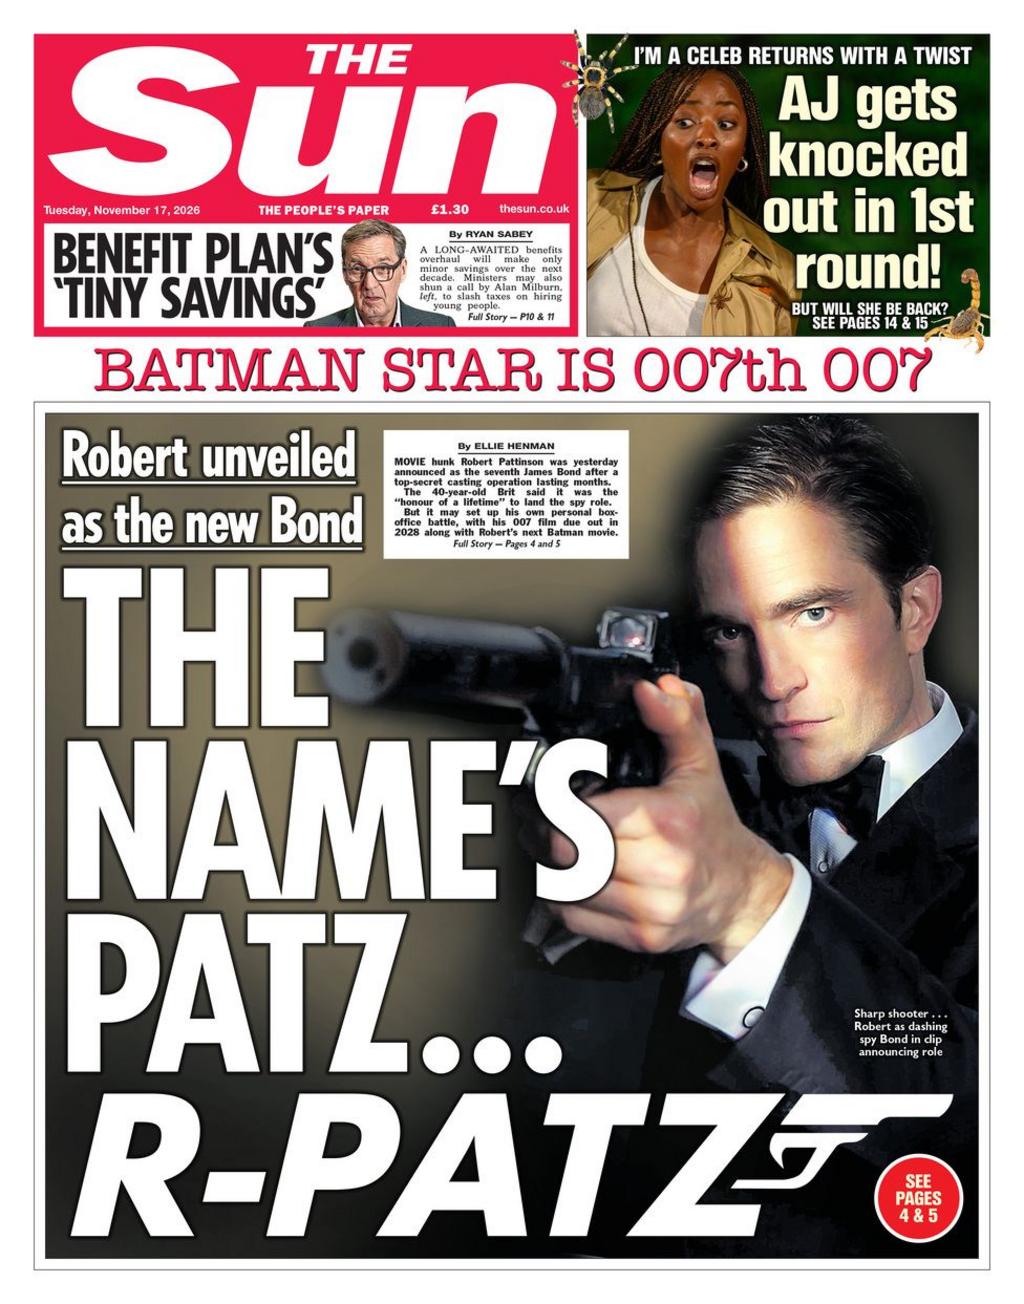 THE
Sun
Tuesday, November 17, 2026 THE PEOPLE'S PAPER £1.30 thesun.co.uk
BENEFIT PLAN'S
'TINY SAVINGS'
By RYAN SABEY
A LONG-AWAITED benefits
overhaul will make only
minor savings over the next
decade. Ministers may also
shun a call by Alan Milburn,
left, to slash taxes on hiring
young people.
Full Story — P10 & 11
I'M A CELEB RETURNS WITH A TWIST
AJ gets
knocked
out in 1st
round!
BUT WILL SHE BE BACK?
SEE PAGES 14 & 15
BATMAN STAR IS 007th 007
Robert unveiled
as the new Bond
By ELLIE HENMAN
MOVIE hunk Robert Pattinson was yesterday
announced as the seventh James Bond after a
top-secret casting operation lasting months.
The 40-year-old Brit said it was the
"honour of a lifetime" to land the spy role.
But it may set up his own personal box-
office battle, with his 007 film due out in
2028 along with Robert's next Batman movie.
Full Story — Pages 4 and 5
THE
NAME'S
PATZ...
R-PATZ
Sharp shooter . . .
Robert as dashing
spy Bond in clip
announcing role
SEE
PAGES
4 & 5